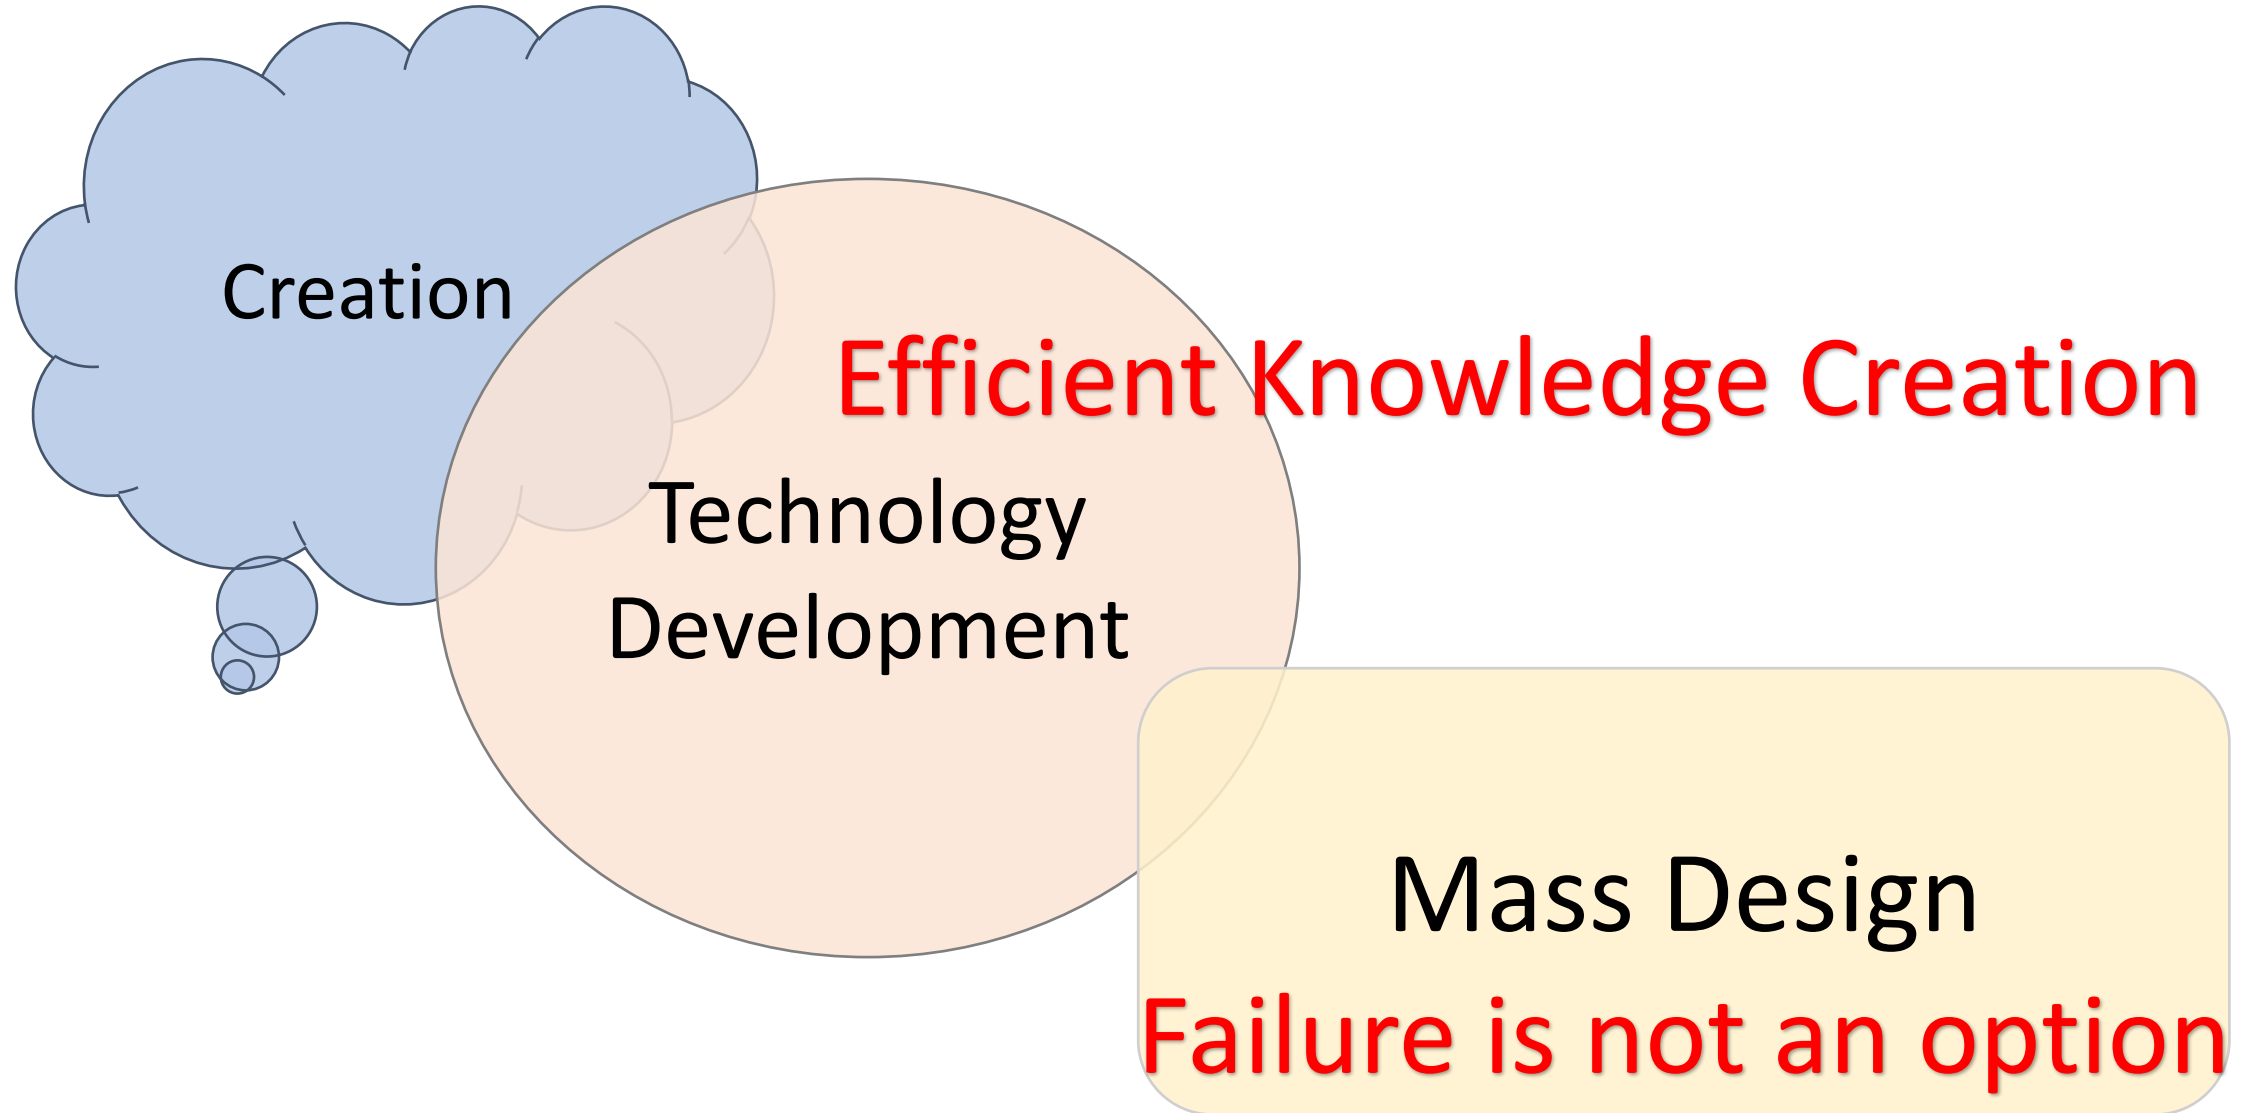 Creation
Efficient Knowledge Creation
Technology
Development
Mass Design
Failure is not an option